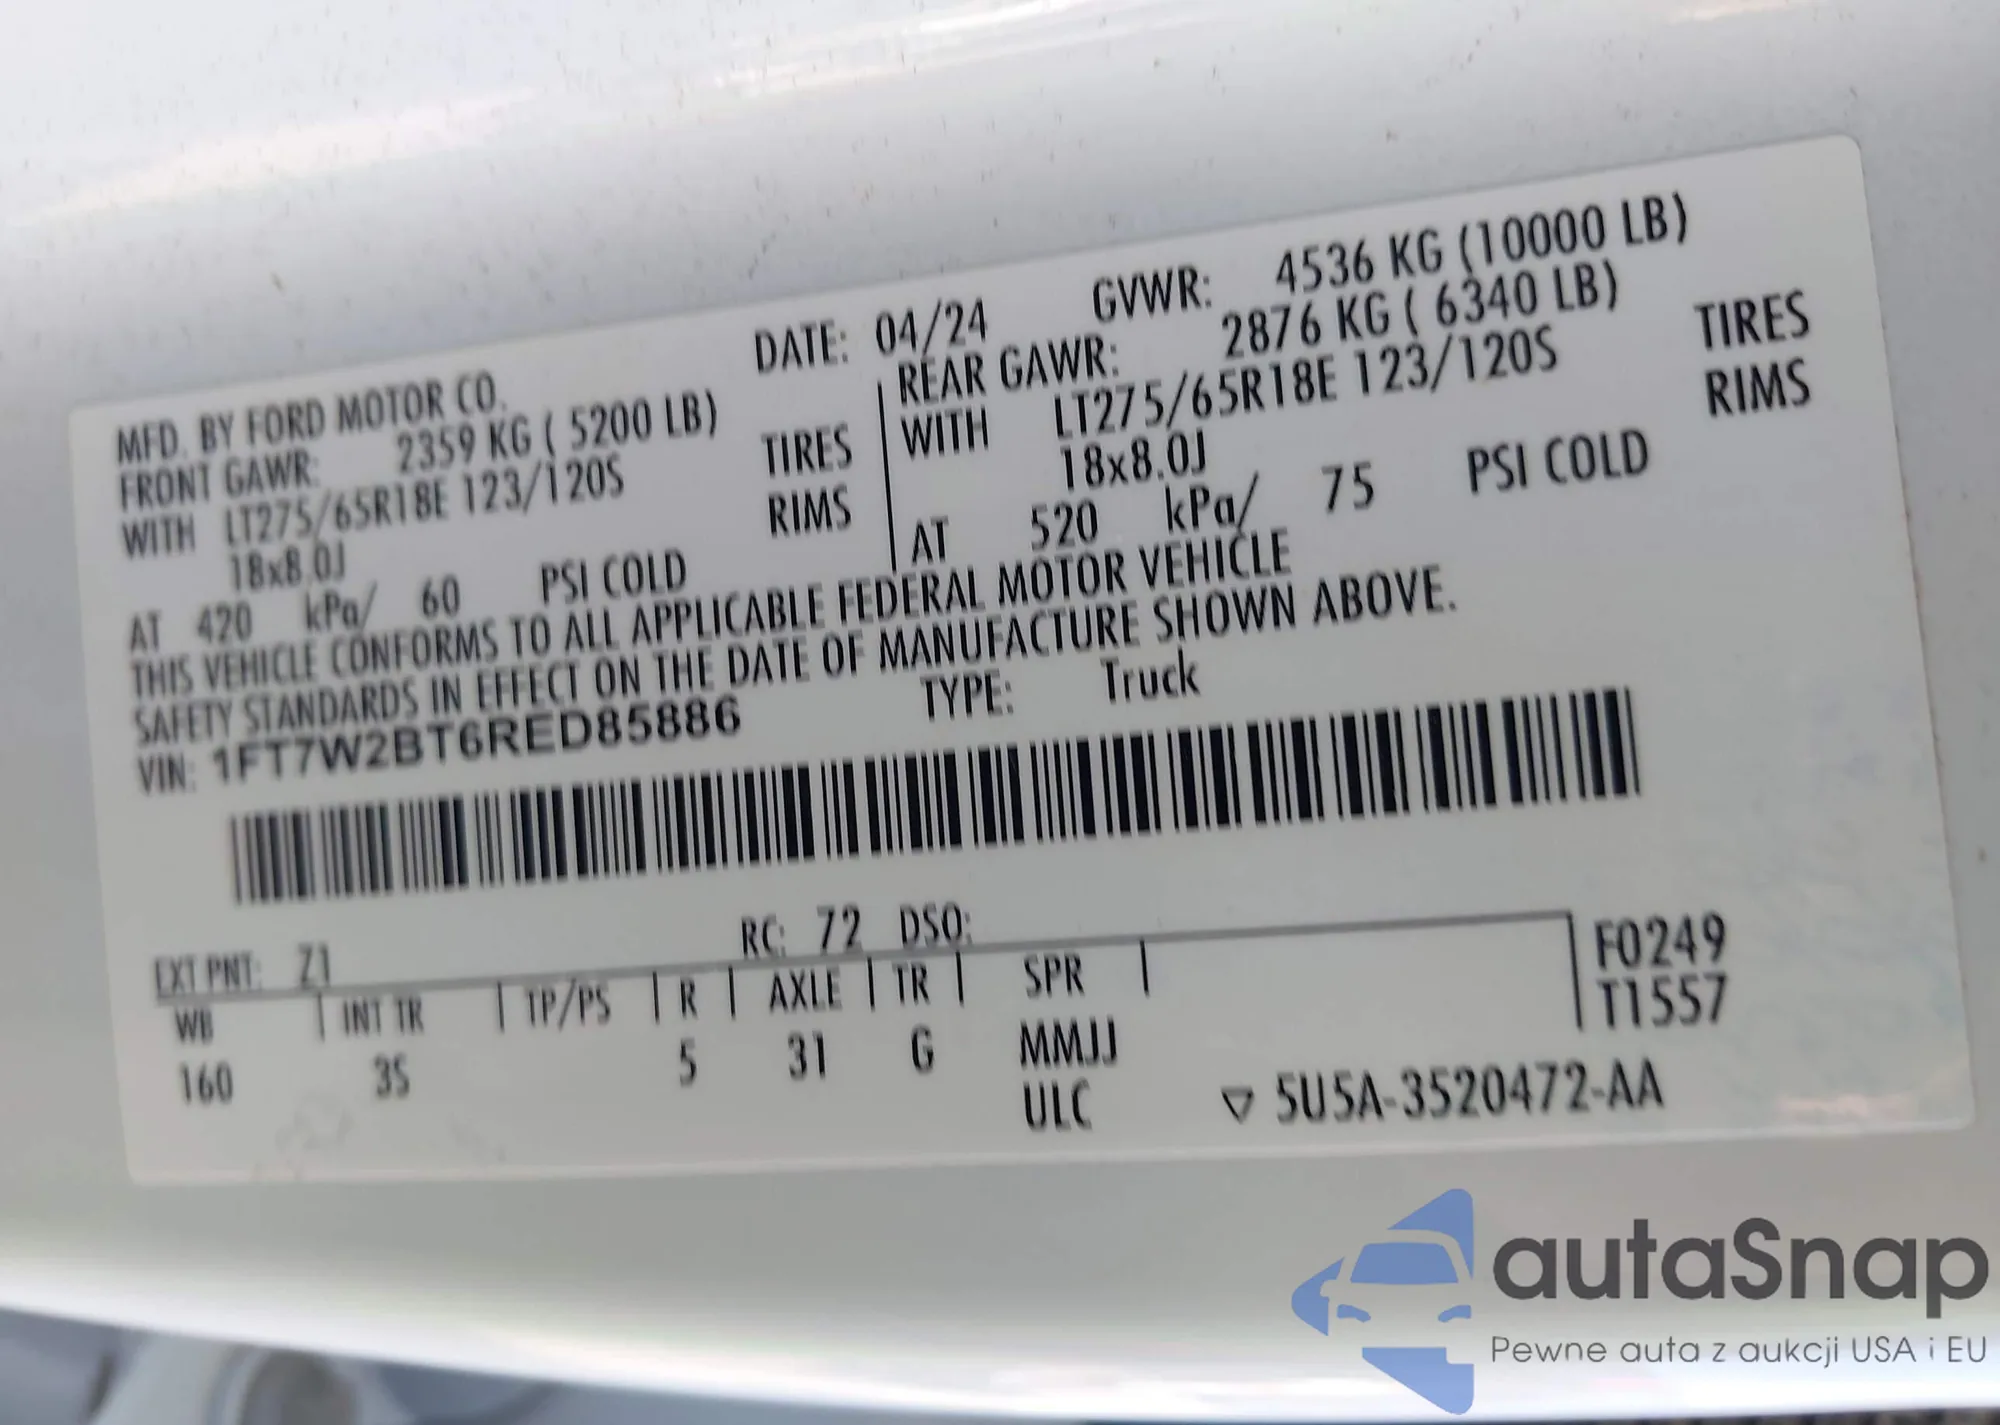 DATE: 04/24 GVWR: 4536 KG (10000 LB)
MFD. BY FORD MOTOR CO.
FRONT GAWR: 2359 KG ( 5200 LB)
WITH LT275/65R18E 123/120S TIRES
18x8.0J RIMS
AT 420 kPa/ 60 PSI COLD
REAR GAWR: 2876 KG ( 6340 LB)
WITH LT275/65R18E 123/120S TIRES
18x8.0J RIMS
AT 520 kPa/ 75 PSI COLD
THIS VEHICLE CONFORMS TO ALL APPLICABLE FEDERAL MOTOR VEHICLE
SAFETY STANDARDS IN EFFECT ON THE DATE OF MANUFACTURE SHOWN ABOVE.
VIN: 1FT7W2BT6RED85886 TYPE: Truck
EXT PNT: Z1 RC: 72 DSO:
WB INT TR TP/PS R AXLE TR SPR
160 3S 5 31 G MMJJ
ULC
F0249
T1557
▽ 5U5A-3520472-AA
autaSnap
Pewne auta z aukcji USA i EU